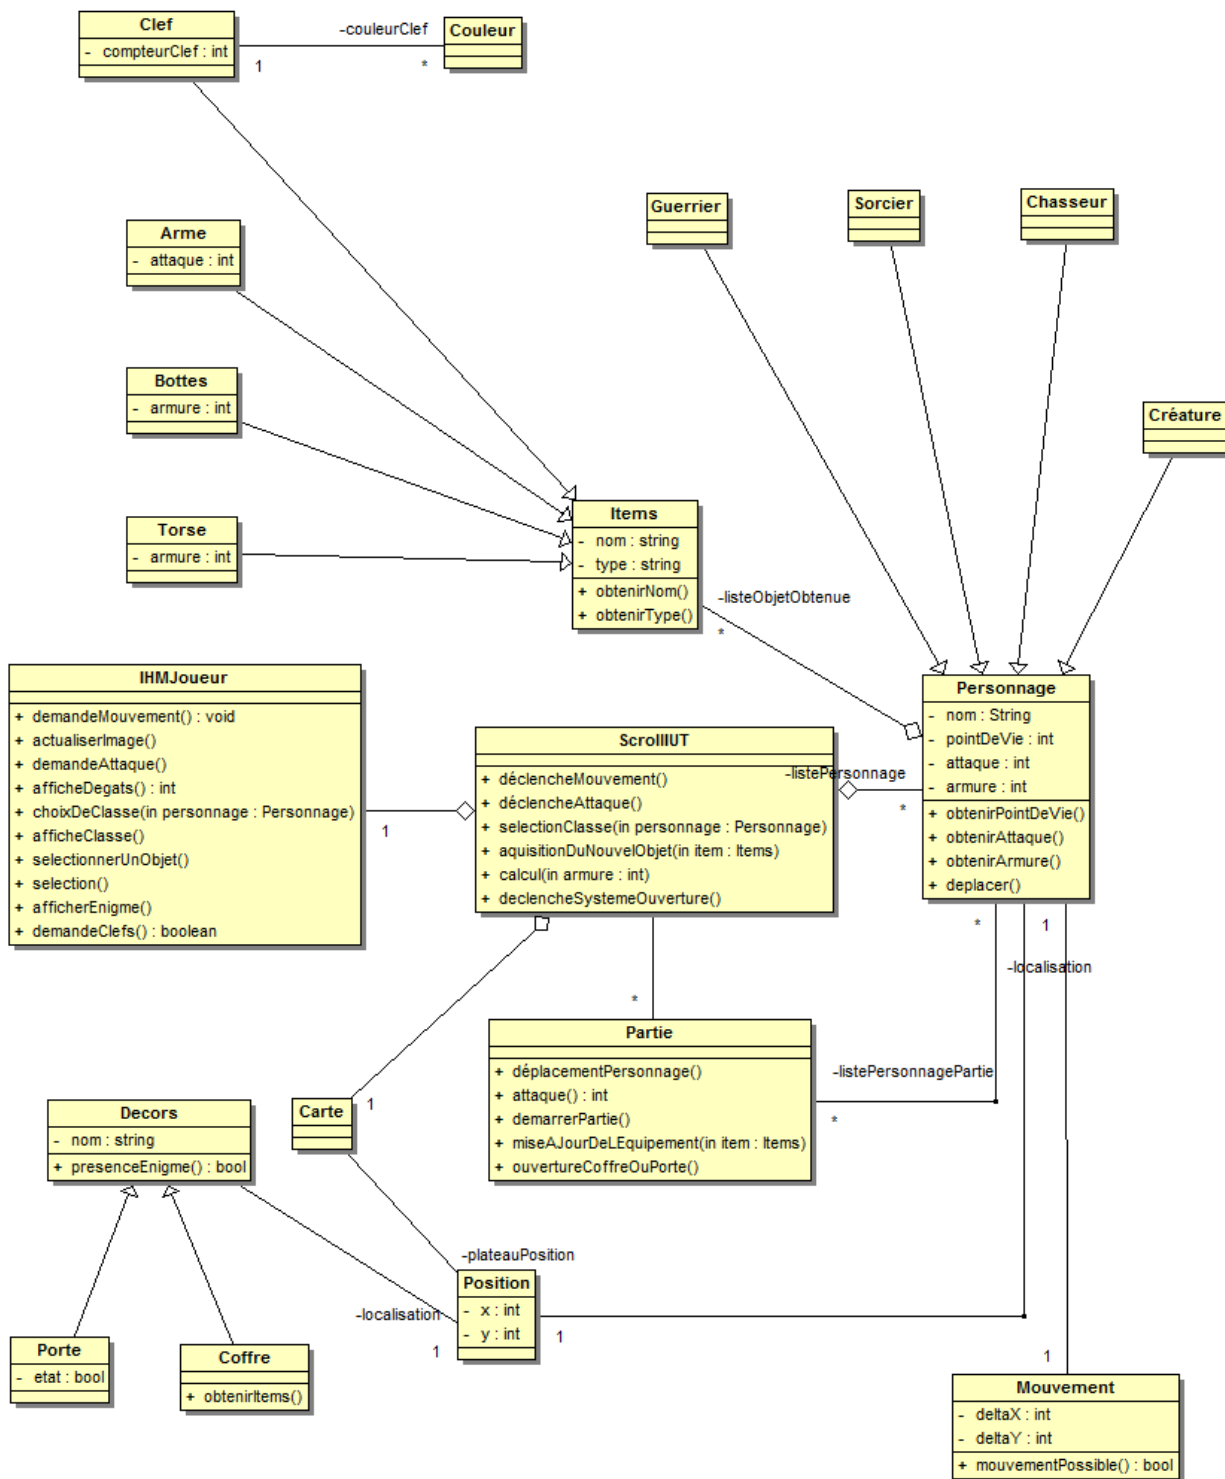 Clef
- compteurClef : int
-couleurClef
1
*
Couleur
Guerrier
Sorcier
Chasseur
Créature
Arme
- attaque : int
Bottes
- armure : int
Torse
- armure : int
Items
- nom : string
- type : string
+ obtenirNom()
+ obtenirType()
-listeObjetObtenue
*
Personnage
- nom : String
- pointDeVie : int
- attaque : int
- armure : int
+ obtenirPointDeVie()
+ obtenirAttaque()
+ obtenirArmure()
+ deplacer()
IHMJoueur
+ demandeMouvement() : void
+ actualiserImage()
+ demandeAttaque()
+ afficheDegats() : int
+ choixDeClasse(in personnage : Personnage)
+ afficheClasse()
+ selectionnerUnObjet()
+ selection()
+ afficherEnigme()
+ demandeClefs() : boolean
1
ScrollIUT
+ déclencheMouvement()
+ déclencheAttaque()
+ selectionClasse(in personnage : Personnage)
+ aquisitionDuNouvelObjet(in item : Items)
+ calcul(in armure : int)
+ declencheSystemeOuverture()
-listePersonnage
*
*
1
-localisation
*
Partie
+ déplacementPersonnage()
+ attaque() : int
+ demarrerPartie()
+ miseAJourDeLEquipement(in item : Items)
+ ouvertureCoffreOuPorte()
-listePersonnagePartie
*
Carte
1
Decors
- nom : string
+ presenceEnigme() : bool
-plateauPosition
Position
- x : int
- y : int
-localisation
1
1
Porte
- etat : bool
Coffre
+ obtenirItems()
1
Mouvement
- deltaX : int
- deltaY : int
+ mouvementPossible() : bool